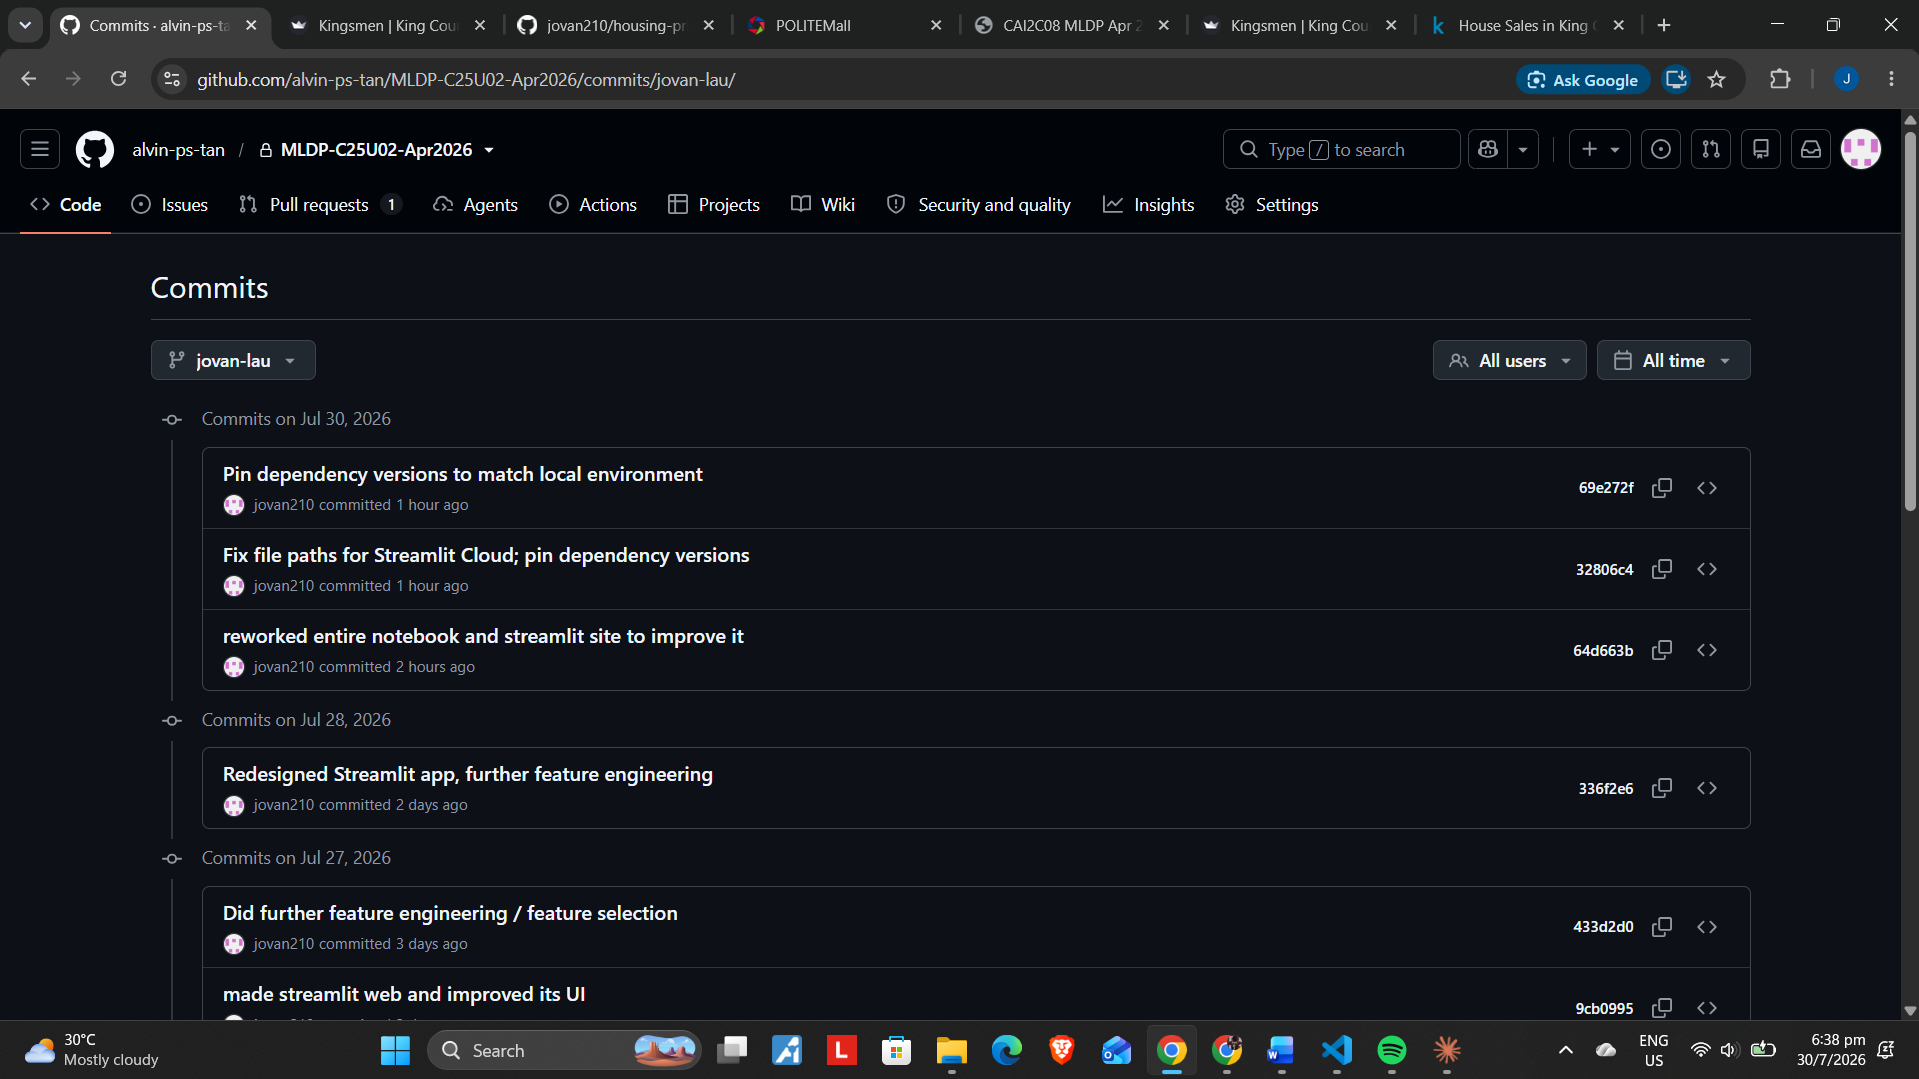 Commits · alvin-ps-ta
Kingsmen | King Cou
jovan210/housing-pr
POLITEMall
CAI2C08 MLDP Apr 2
Kingsmen | King Cou
House Sales in King
github.com/alvin-ps-tan/MLDP-C25U02-Apr2026/commits/jovan-lau/
Ask Google
J
alvin-ps-tan / MLDP-C25U02-Apr2026
Type / to search
Code
Issues
Pull requests 1
Agents
Actions
Projects
Wiki
Security and quality
Insights
Settings
Commits
jovan-lau
All users
All time
Commits on Jul 30, 2026
Pin dependency versions to match local environment
jovan210 committed 1 hour ago
69e272f
Fix file paths for Streamlit Cloud; pin dependency versions
jovan210 committed 1 hour ago
32806c4
reworked entire notebook and streamlit site to improve it
jovan210 committed 2 hours ago
64d663b
Commits on Jul 28, 2026
Redesigned Streamlit app, further feature engineering
jovan210 committed 2 days ago
336f2e6
Commits on Jul 27, 2026
Did further feature engineering / feature selection
jovan210 committed 3 days ago
433d2d0
made streamlit web and improved its UI
9cb0995
30°C
Mostly cloudy
Search
L
ENG
US
6:38 pm
30/7/2026